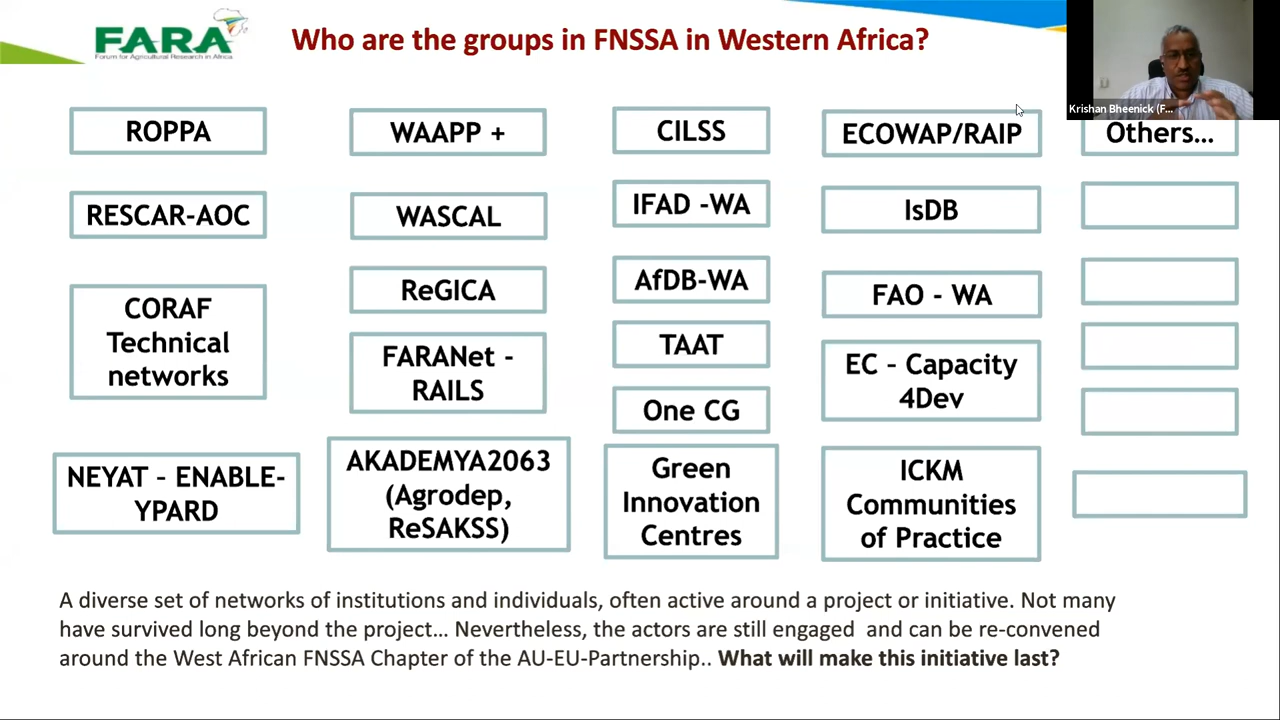 FARA
Forum for Agricultural Research in Africa
Who are the groups in FNSSA in Western Africa?
Krishan Bheenick (F...
ROPPA
WAAPP +
CILSS
ECOWAP/RAIP
Others...
RESCAR-AOC
WASCAL
IFAD -WA
IsDB
CORAF
Technical
networks
ReGICA
AfDB-WA
FAO - WA
FARANet -
RAILS
TAAT
EC – Capacity
4Dev
One CG
NEYAT – ENABLE-
YPARD
AKADEMYA2063
(Agrodep,
ReSAKSS)
Green
Innovation
Centres
ICKM
Communities
of Practice
A diverse set of networks of institutions and individuals, often active around a project or initiative. Not many
have survived long beyond the project... Nevertheless, the actors are still engaged and can be re-convened
around the West African FNSSA Chapter of the AU-EU-Partnership.. What will make this initiative last?